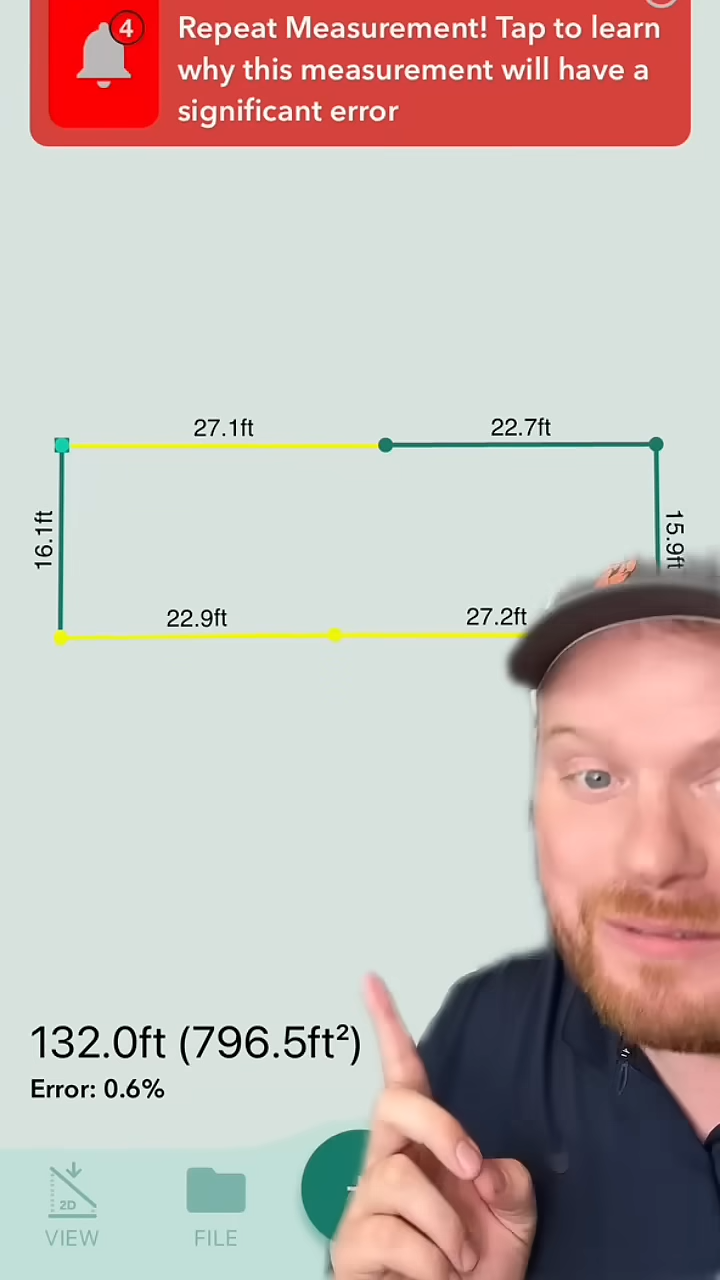 4
Repeat Measurement! Tap to learn
why this measurement will have a
significant error
27.1ft
22.7ft
16.1ft
15.9ft
22.9ft
27.2ft
132.0ft (796.5ft²)
Error: 0.6%
2D
VIEW
FILE